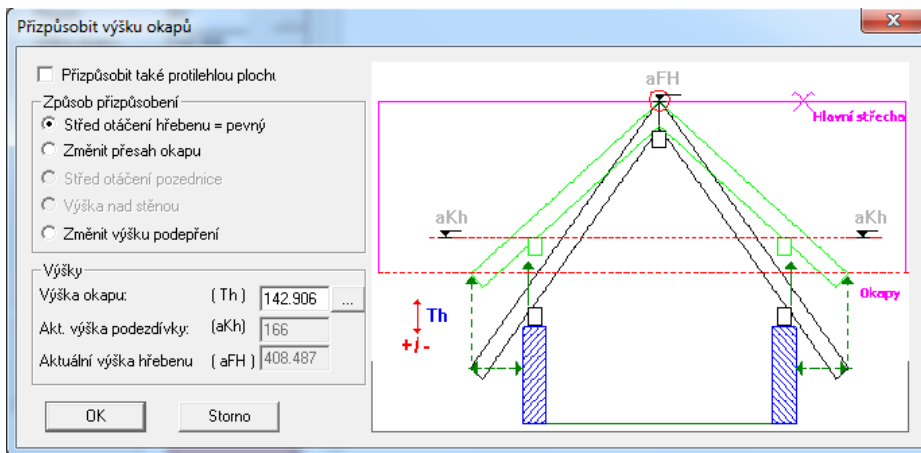 Přizpůsobit výšku okapů
Přizpůsobit také protilehlou plochu
Způsob přizpůsobení
Střed otáčení hřebenu = pevný
Změnit přesah okapu
Střed otáčení pozednice
Výška nad stěnou
Změnit výšku podepření
Výšky
Výška okapu: ( Th ) 142.906 ...
Akt. výška podezdívky: (aKh) 166
Aktuální výška hřebenu ( aFH ) 408.487
OK Storno
aFH
Hlavní střecha
aKh aKh
Okapy
Th
+/-